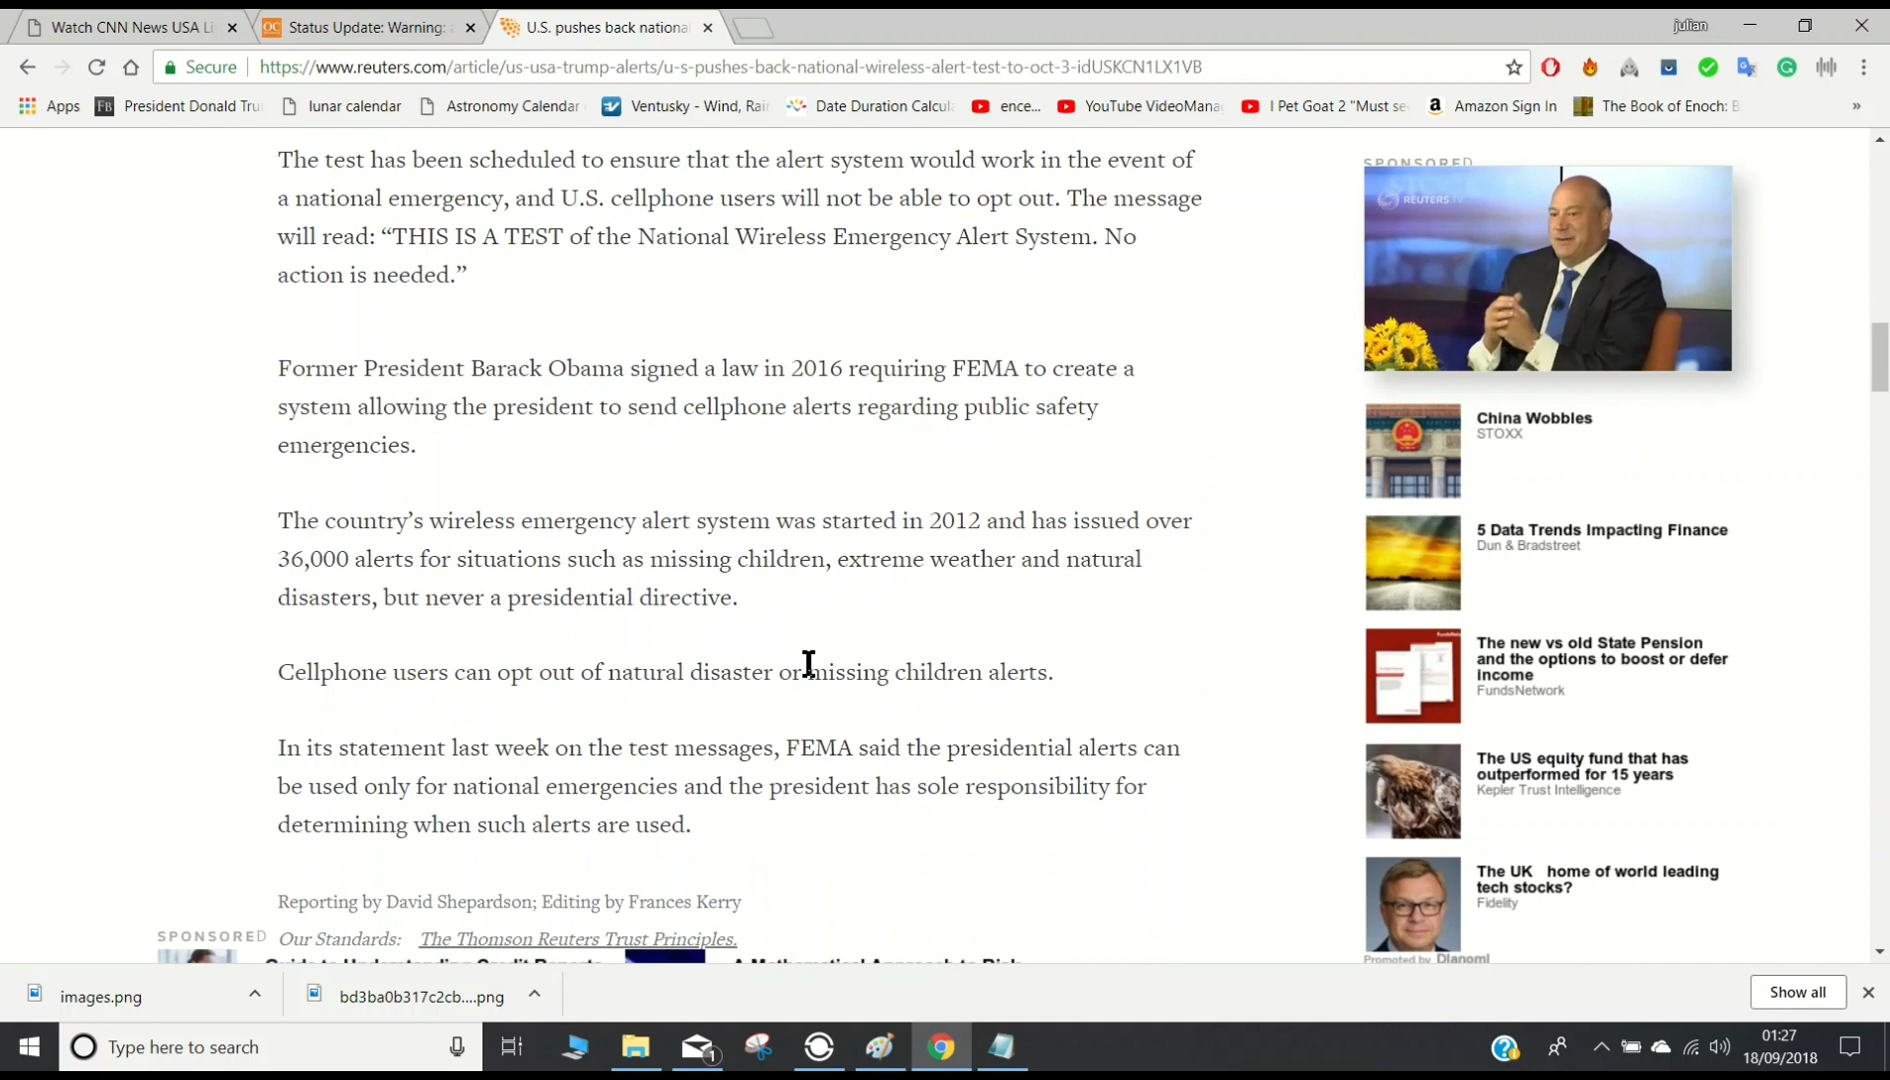 Watch CNN News USA Li
Status Update: Warning:
U.S. pushes back national
julian
Secure
https://www.reuters.com/article/us-usa-trump-alerts/u-s-pushes-back-national-wireless-alert-test-to-oct-3-idUSKCN1LX1VB
Apps
FB
President Donald Tru
lunar calendar
Astronomy Calendar
Ventusky - Wind, Rain
Date Duration Calcula
ence...
YouTube VideoManag
I Pet Goat 2 "Must se
Amazon Sign In
The Book of Enoch: B
»
The test has been scheduled to ensure that the alert system would work in the event of
a national emergency, and U.S. cellphone users will not be able to opt out. The message
will read: “THIS IS A TEST of the National Wireless Emergency Alert System. No
action is needed.”
Former President Barack Obama signed a law in 2016 requiring FEMA to create a
system allowing the president to send cellphone alerts regarding public safety
emergencies.
The country’s wireless emergency alert system was started in 2012 and has issued over
36,000 alerts for situations such as missing children, extreme weather and natural
disasters, but never a presidential directive.
Cellphone users can opt out of natural disaster or missing children alerts.
In its statement last week on the test messages, FEMA said the presidential alerts can
be used only for national emergencies and the president has sole responsibility for
determining when such alerts are used.
Reporting by David Shepardson; Editing by Frances Kerry
Our Standards: The Thomson Reuters Trust Principles.
SPONSORED
SPONSORED
REUTERS TV
China Wobbles
STOXX
5 Data Trends Impacting Finance
Dun & Bradstreet
The new vs old State Pension
and the options to boost or defer
income
FundsNetwork
The US equity fund that has
outperformed for 15 years
Kepler Trust Intelligence
The UK home of world leading
tech stocks?
Fidelity
Promoted by Dianomi
Guide to Understanding Credit Reports
A Mathematical Approach to Risk
images.png
bd3ba0b317c2cb....png
Show all
Type here to search
1
01:27
18/09/2018